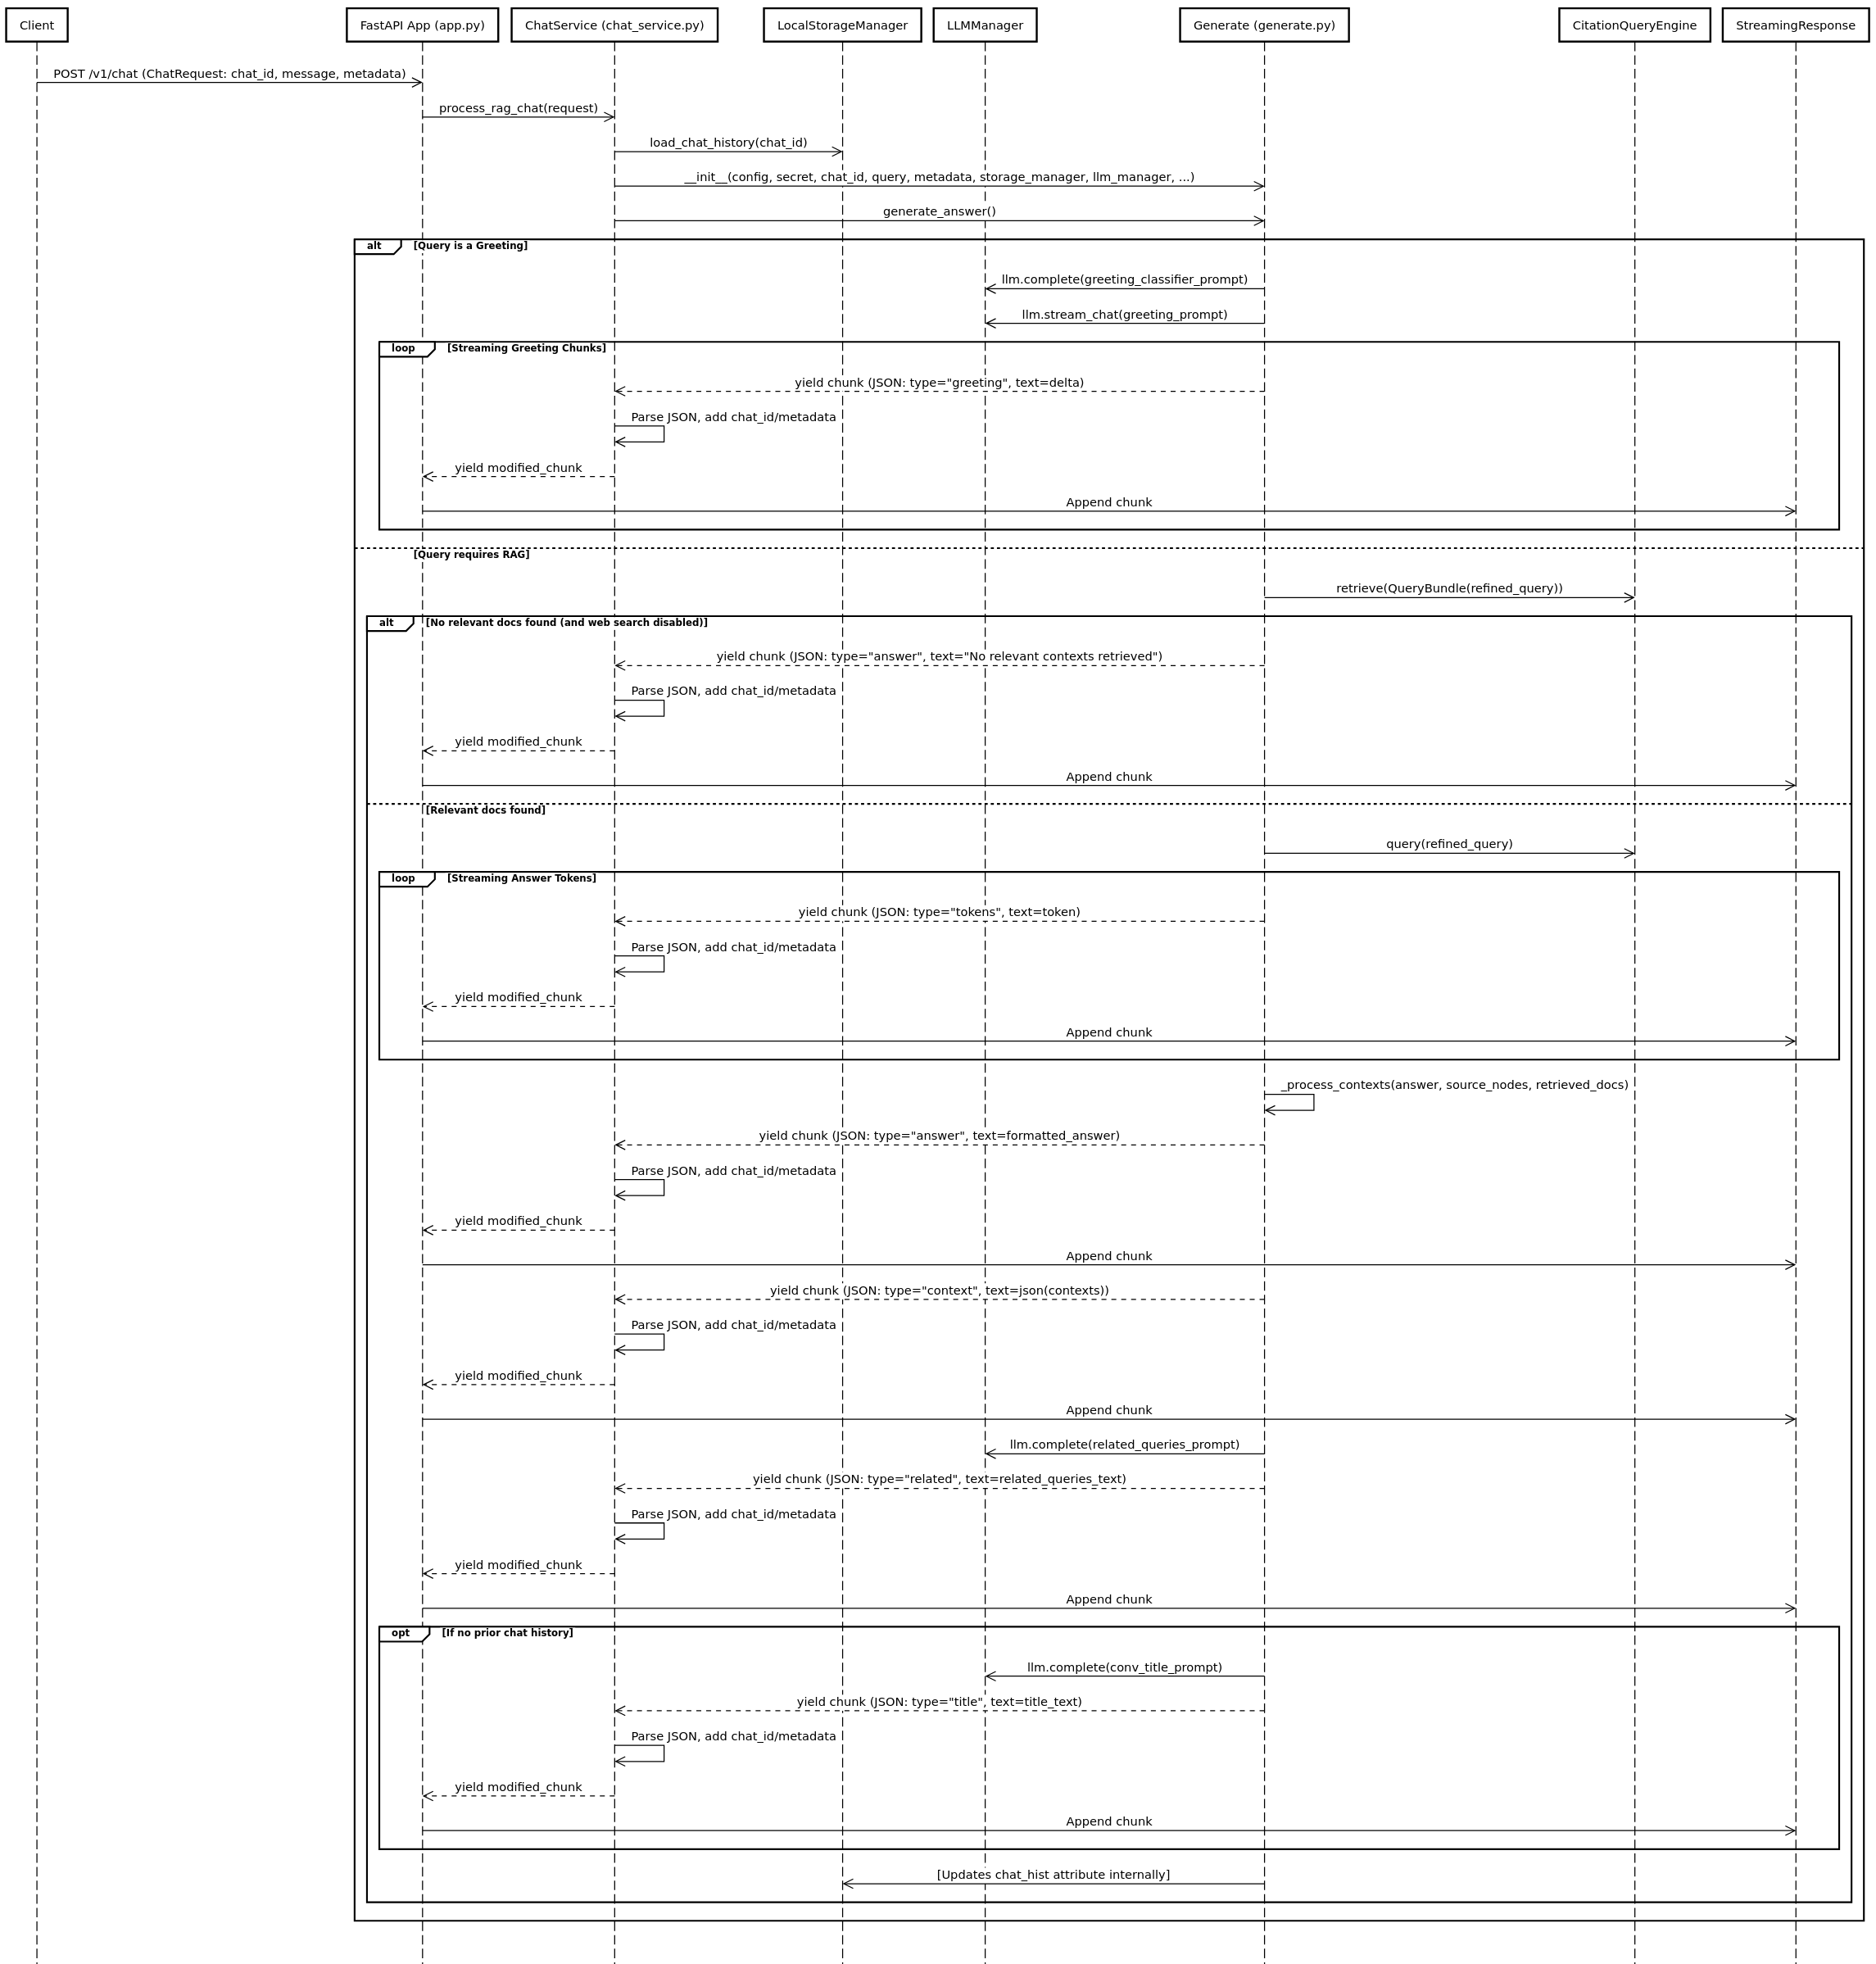 Client
FastAPI App (app.py)
ChatService (chat_service.py)
LocalStorageManager
LLMManager
Generate (generate.py)
CitationQueryEngine
StreamingResponse
POST /v1/chat (ChatRequest: chat_id, message, metadata)
process_rag_chat(request)
load_chat_history(chat_id)
__init__(config, secret, chat_id, query, metadata, storage_manager, llm_manager, ...)
generate_answer()
alt [Query is a Greeting]
llm.complete(greeting_classifier_prompt)
llm.stream_chat(greeting_prompt)
loop [Streaming Greeting Chunks]
yield chunk (JSON: type="greeting", text=delta)
Parse JSON, add chat_id/metadata
yield modified_chunk
Append chunk
[Query requires RAG]
retrieve(QueryBundle(refined_query))
alt [No relevant docs found (and web search disabled)]
yield chunk (JSON: type="answer", text="No relevant contexts retrieved")
Parse JSON, add chat_id/metadata
yield modified_chunk
Append chunk
[Relevant docs found]
query(refined_query)
loop [Streaming Answer Tokens]
yield chunk (JSON: type="tokens", text=token)
Parse JSON, add chat_id/metadata
yield modified_chunk
Append chunk
_process_contexts(answer, source_nodes, retrieved_docs)
yield chunk (JSON: type="answer", text=formatted_answer)
Parse JSON, add chat_id/metadata
yield modified_chunk
Append chunk
yield chunk (JSON: type="context", text=json(contexts))
Parse JSON, add chat_id/metadata
yield modified_chunk
Append chunk
llm.complete(related_queries_prompt)
yield chunk (JSON: type="related", text=related_queries_text)
Parse JSON, add chat_id/metadata
yield modified_chunk
Append chunk
opt [If no prior chat history]
llm.complete(conv_title_prompt)
yield chunk (JSON: type="title", text=title_text)
Parse JSON, add chat_id/metadata
yield modified_chunk
Append chunk
[Updates chat_hist attribute internally]